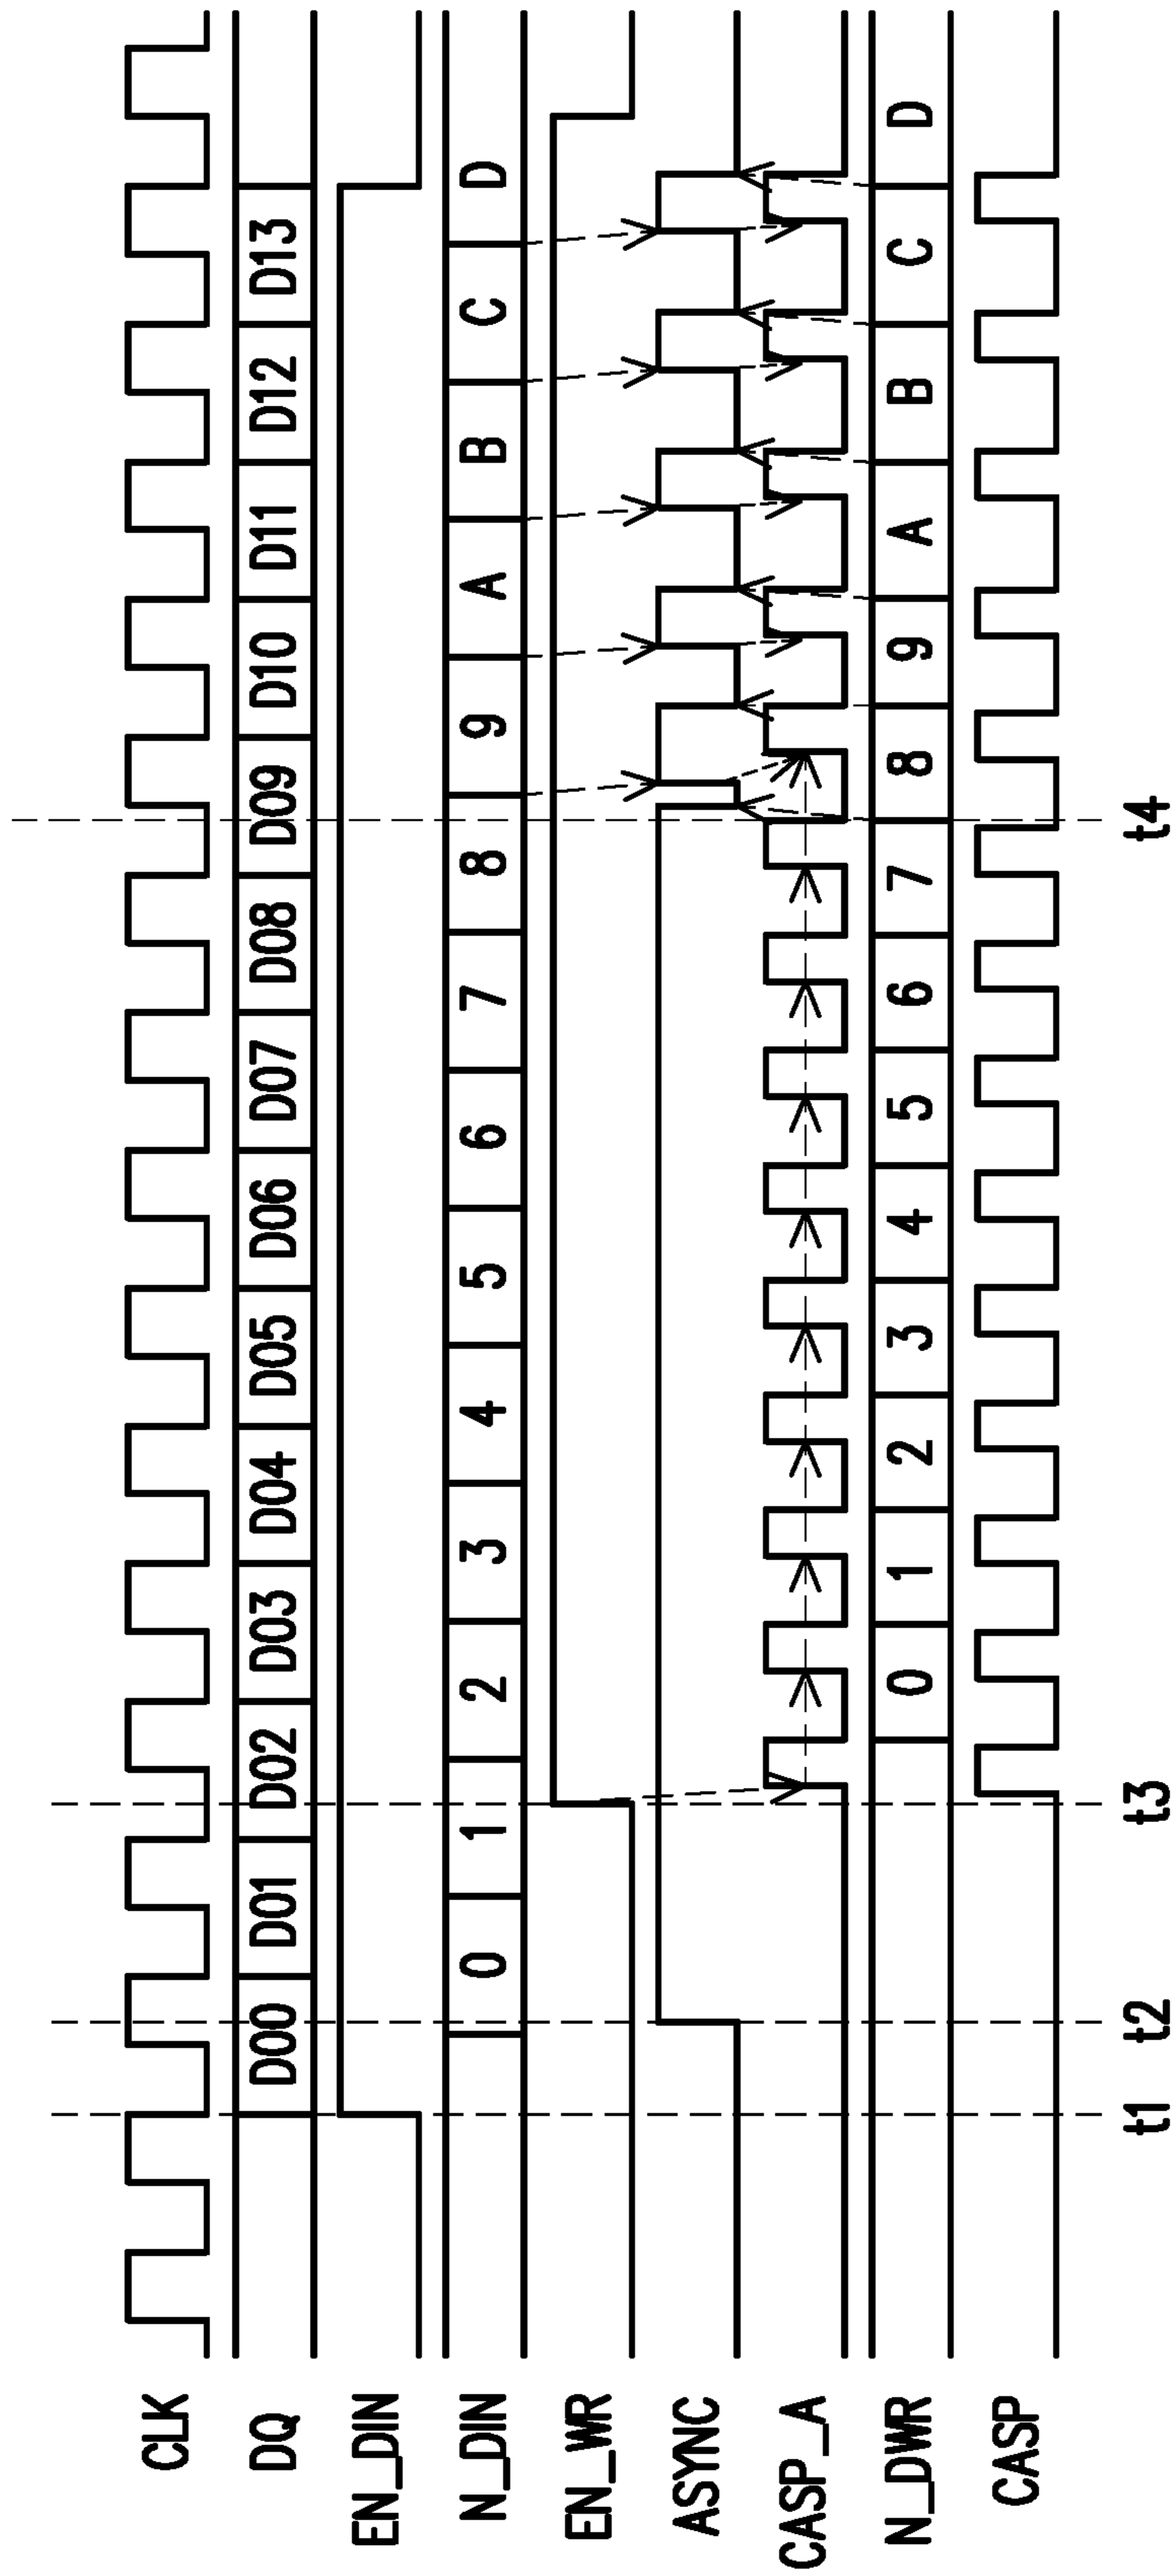 CLK
DQ D00 D01 D02 D03 D04 D05 D06 D07 D08 D09 D10 D11 D12 D13
EN_DIN
N_DIN 0 1 2 3 4 5 6 7 8 9 A B C D
EN_WR
ASYNC
CASP_A
N_DWR 0 1 2 3 4 5 6 7 8 9 A B C D
CASP
t1 t2 t3 t4